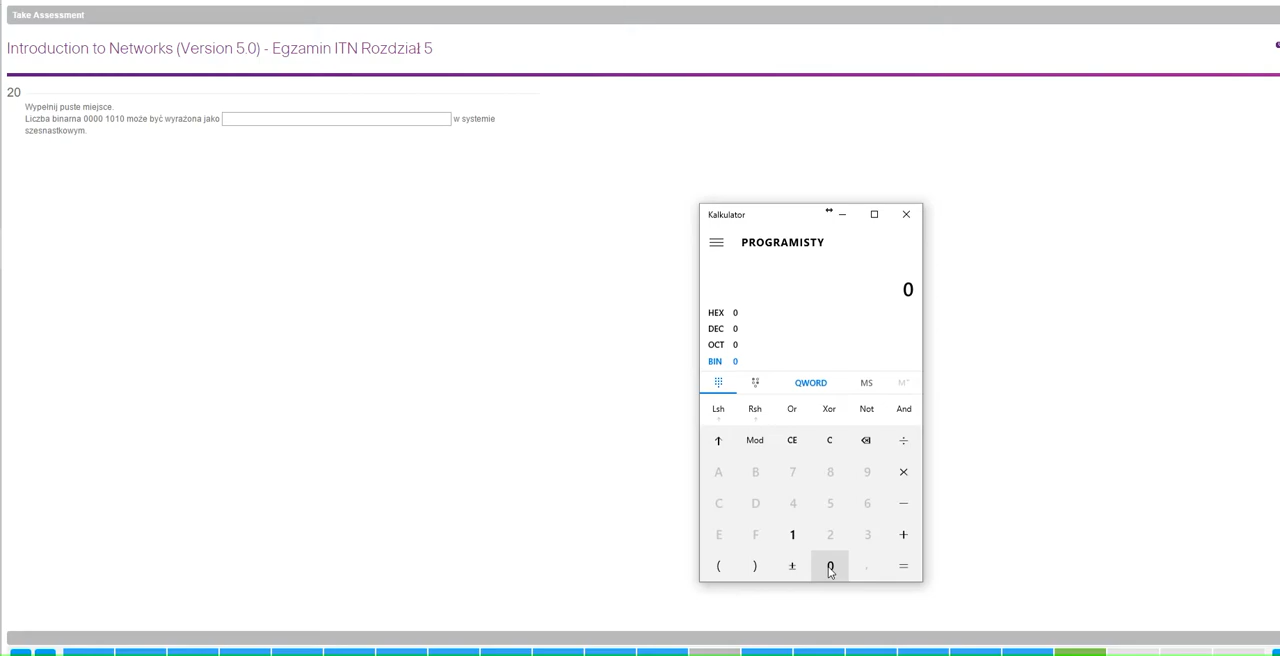 Take Assessment
Introduction to Networks (Version 5.0) - Egzamin ITN Rozdział 5
20
Wypełnij puste miejsce.
Liczba binarna 0000 1010 może być wyrażona jako w systemie
szesnastkowym.
Kalkulator
PROGRAMISTY
0
HEX 0
DEC 0
OCT 0
BIN 0
QWORD MS M
Lsh Rsh Or Xor Not And
↑ Mod CE C ⌫ ÷
A B 7 8 9 ×
C D 4 5 6 −
E F 1 2 3 +
( ) ± 0 , =